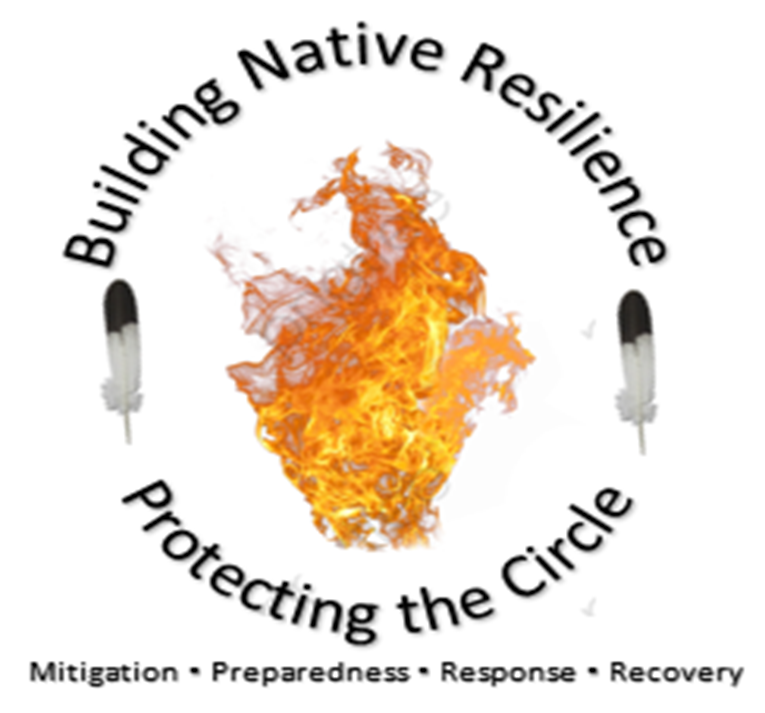 Building Native Resilience
Protecting the Circle
Mitigation • Preparedness • Response • Recovery